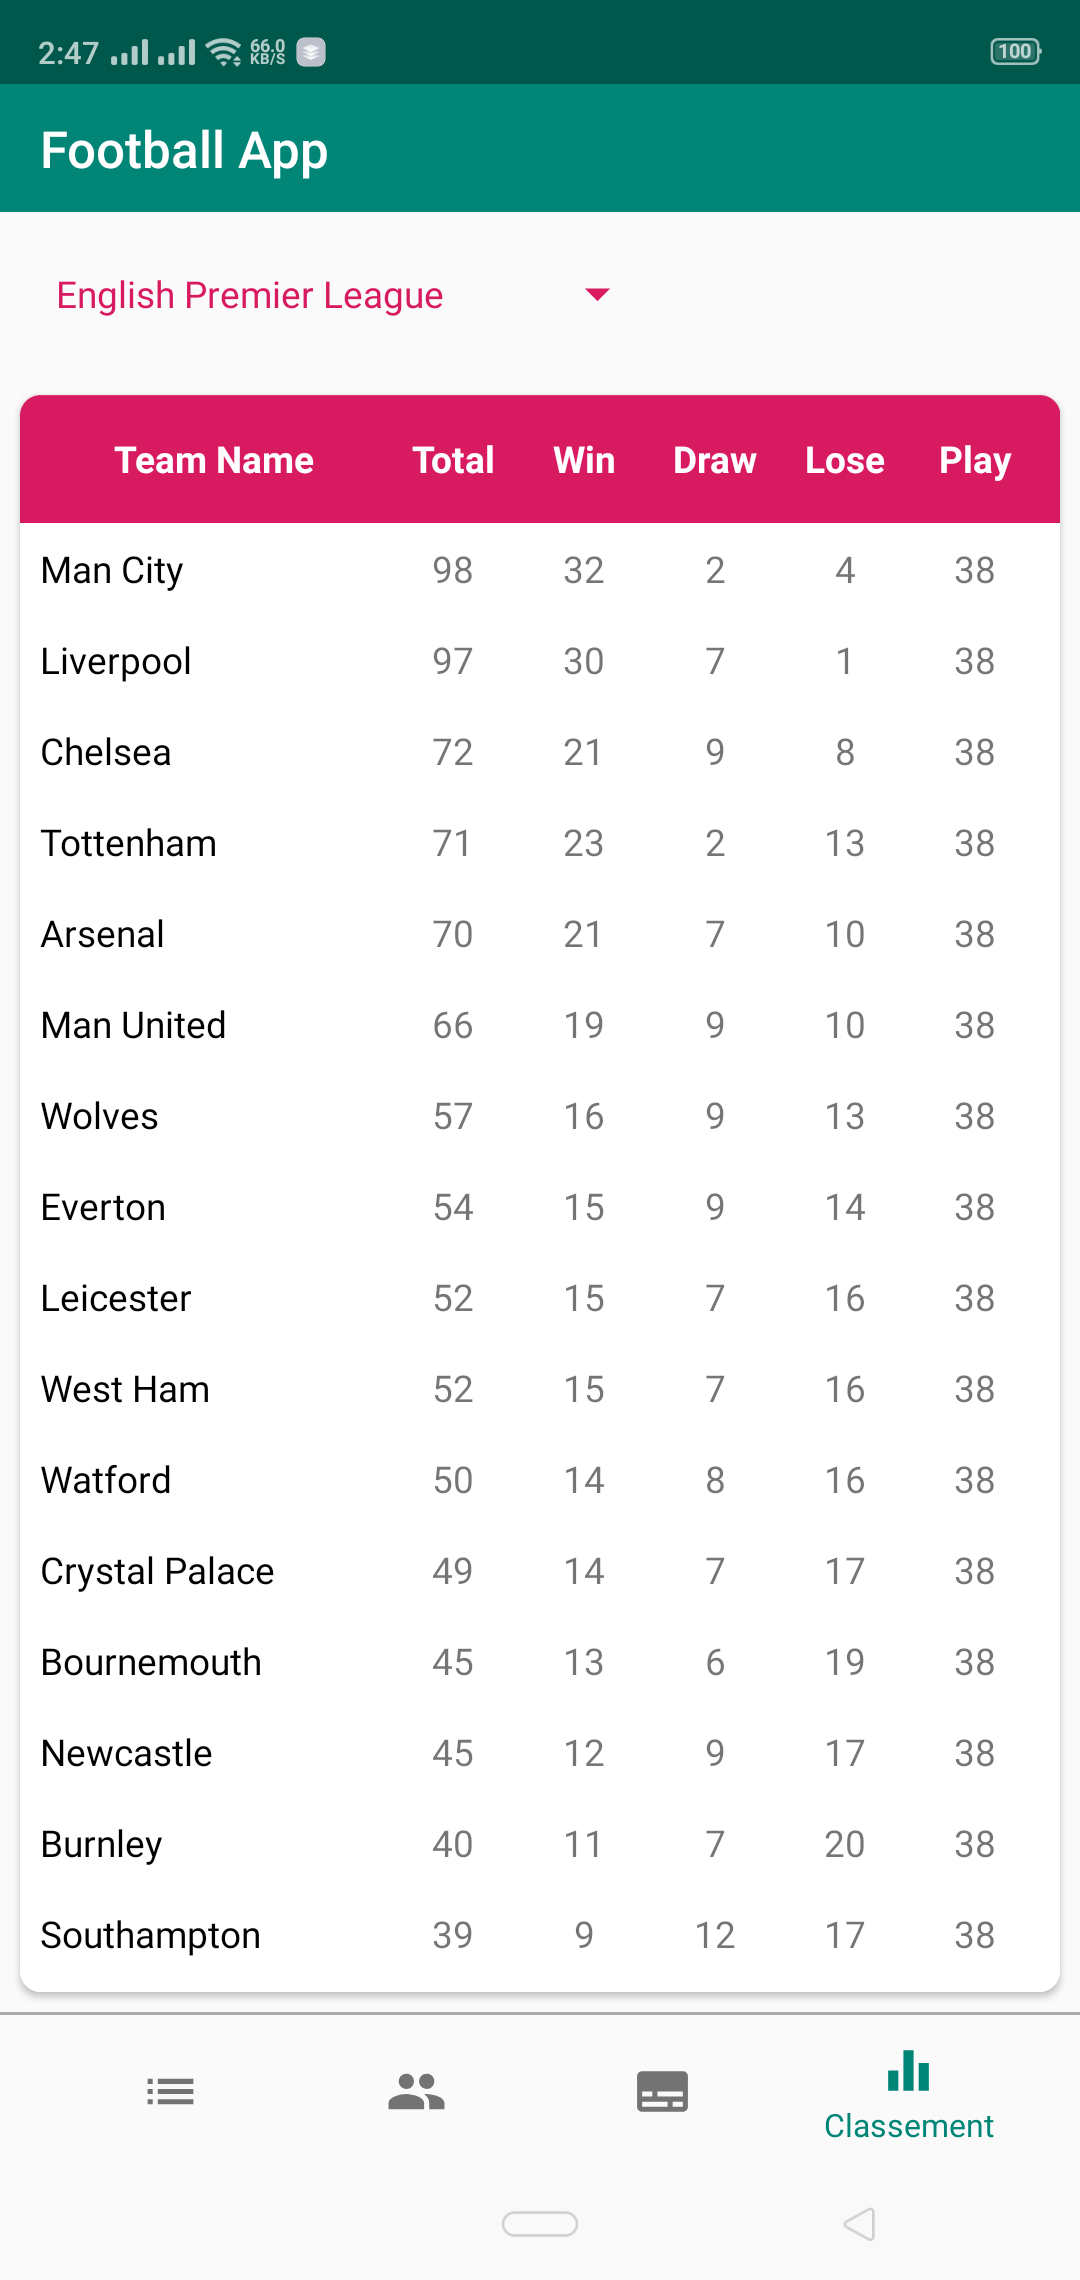 2:47 66.0 KB/S 100
Football App
English Premier League
Team Name Total Win Draw Lose Play
Man City 98 32 2 4 38
Liverpool 97 30 7 1 38
Chelsea 72 21 9 8 38
Tottenham 71 23 2 13 38
Arsenal 70 21 7 10 38
Man United 66 19 9 10 38
Wolves 57 16 9 13 38
Everton 54 15 9 14 38
Leicester 52 15 7 16 38
West Ham 52 15 7 16 38
Watford 50 14 8 16 38
Crystal Palace 49 14 7 17 38
Bournemouth 45 13 6 19 38
Newcastle 45 12 9 17 38
Burnley 40 11 7 20 38
Southampton 39 9 12 17 38
Classement